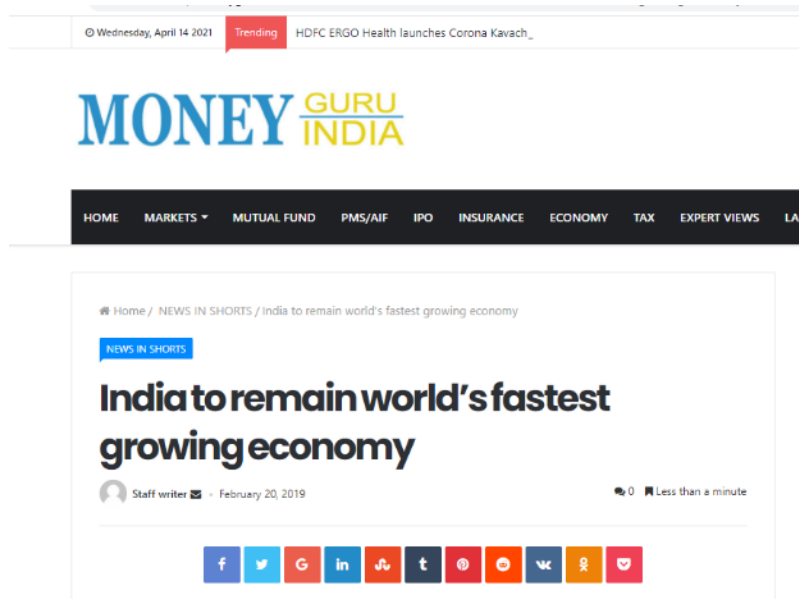 Wednesday, April 14 2021 Trending HDFC ERGO Health launches Corona Kavach_
MONEY GURU INDIA
HOME MARKETS MUTUAL FUND PMS/AIF IPO INSURANCE ECONOMY TAX EXPERT VIEWS LA
Home / NEWS IN SHORTS / India to remain world's fastest growing economy
NEWS IN SHORTS
India to remain world's fastest
growing economy
Staff writer · February 20, 2019 0 Less than a minute